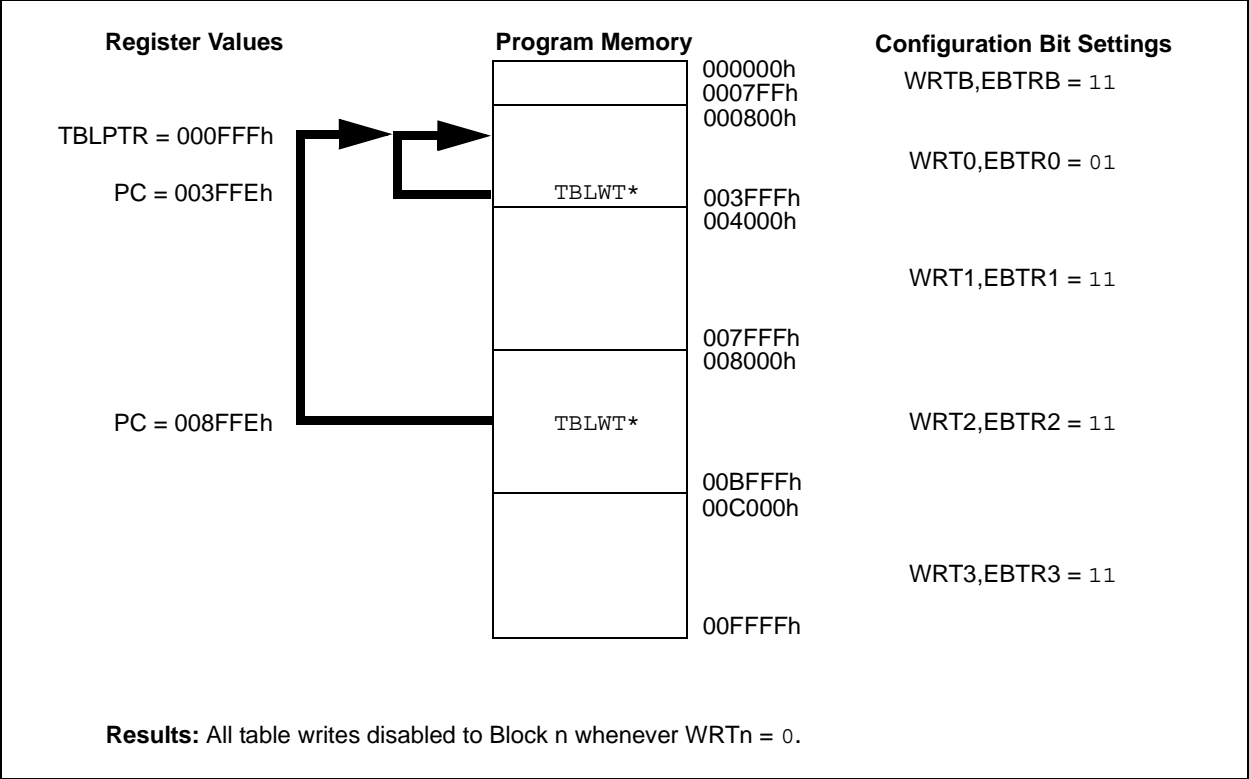 Register Values Program Memory Configuration Bit Settings
000000h
WRTB,EBTRB = 11
0007FFh
000800h
TBLPTR = 000FFFh
WRT0,EBTR0 = 01
PC = 003FFEh TBLWT* 003FFFh
004000h
WRT1,EBTR1 = 11
007FFFh
008000h
PC = 008FFEh TBLWT* WRT2,EBTR2 = 11
00BFFFh
00C000h
WRT3,EBTR3 = 11
00FFFFh
Results: All table writes disabled to Block n whenever WRTn = 0.